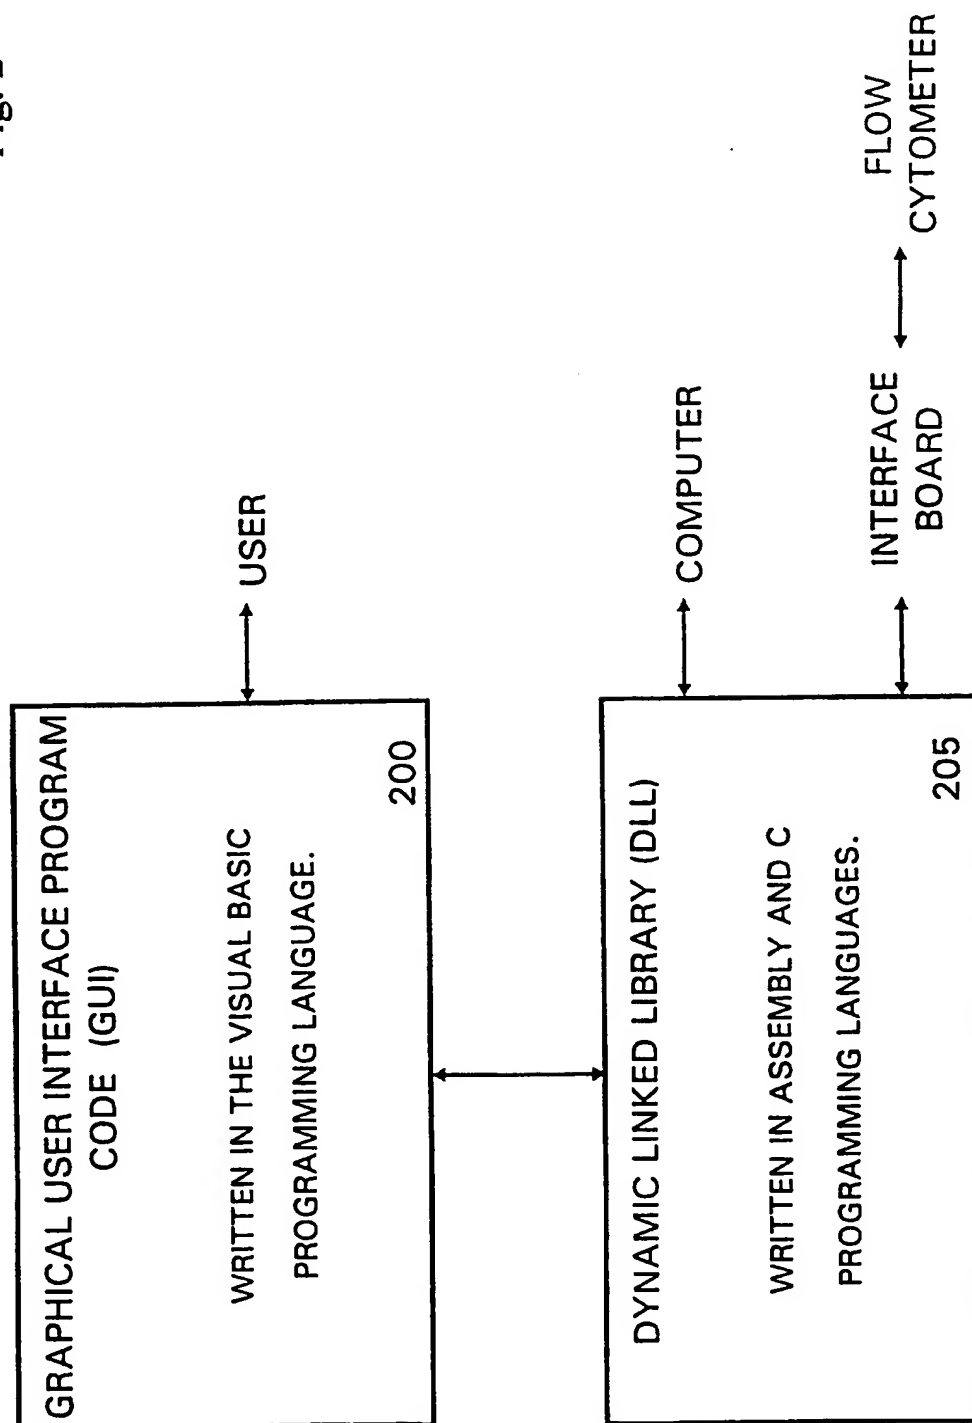 GRAPHICAL USER INTERFACE PROGRAM
CODE (GUI)
WRITTEN IN THE VISUAL BASIC
PROGRAMMING LANGUAGE.
200
USER
DYNAMIC LINKED LIBRARY (DLL)
WRITTEN IN ASSEMBLY AND C
PROGRAMMING LANGUAGES.
205
COMPUTER
INTERFACE
BOARD
FLOW
CYTOMETER